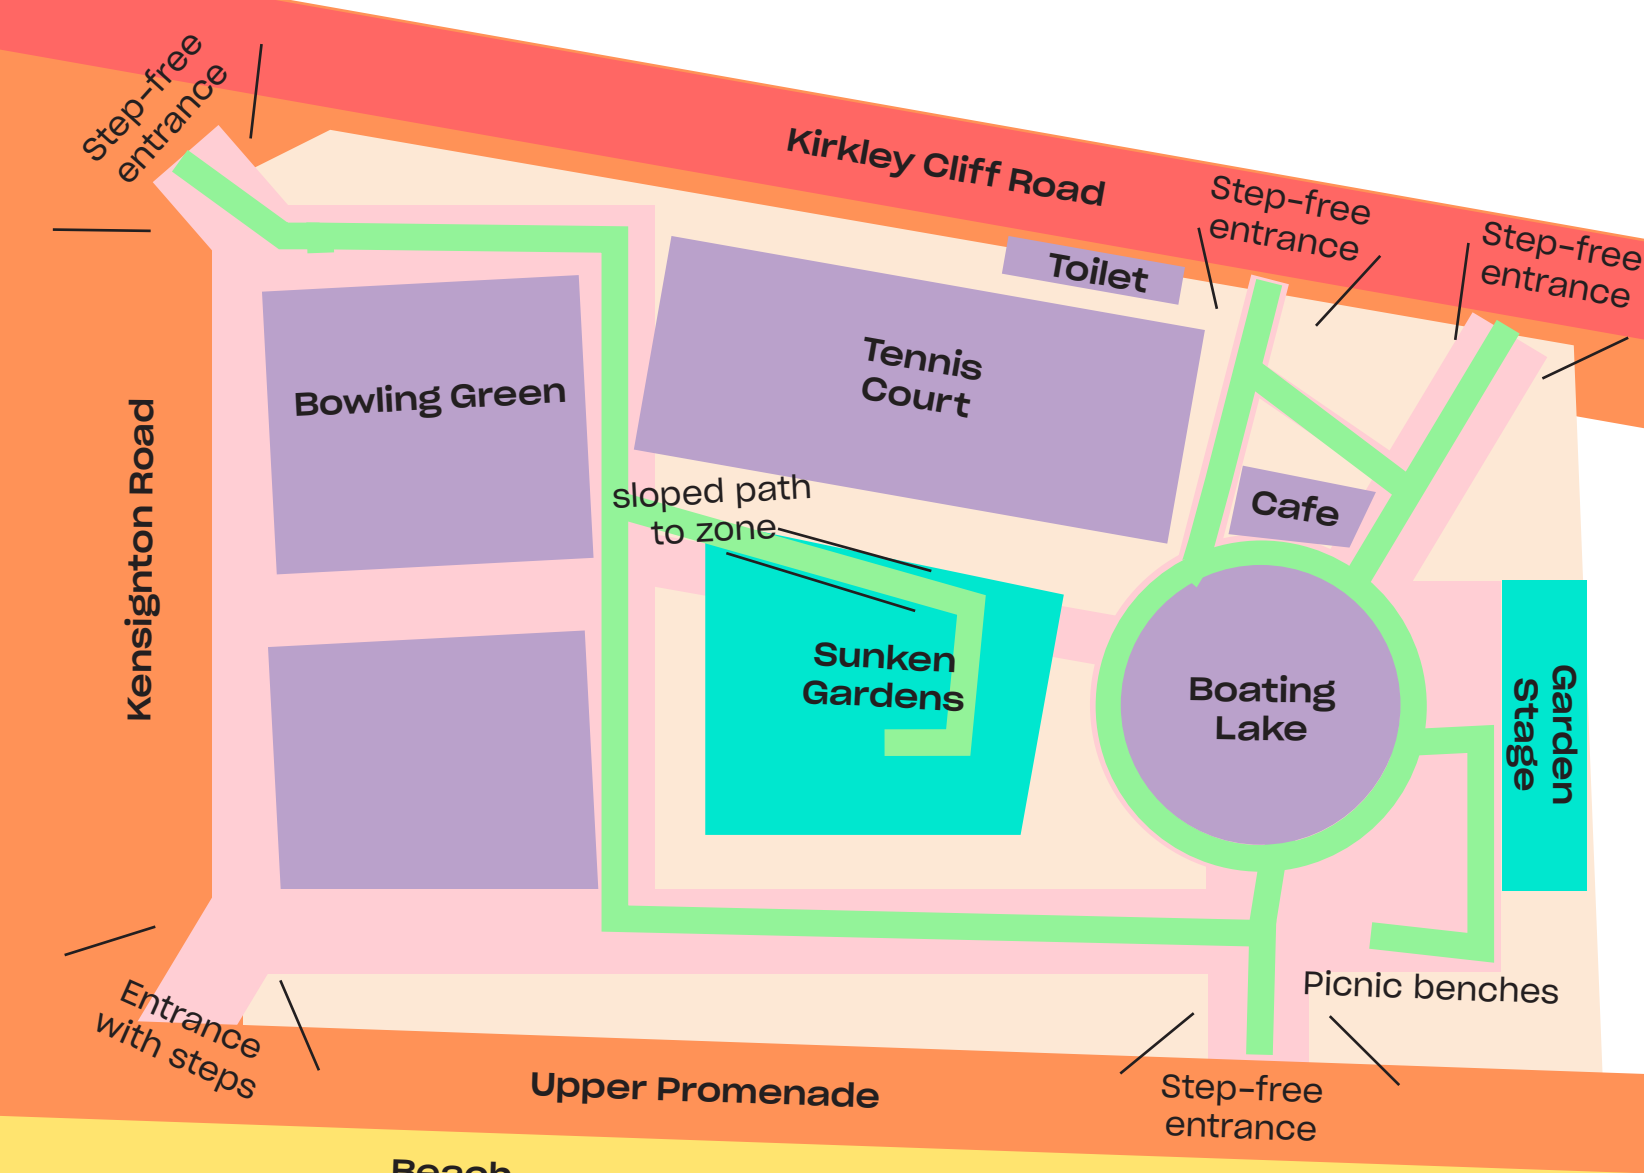 Step-free
entrance
Kirkley Cliff Road
Step-free
entrance
Step-free
entrance
Toilet
Tennis
Court
Bowling Green
Kensignton Road
sloped path
to zone
Cafe
Sunken
Gardens
Boating
Lake
Garden
Stage
Picnic benches
Entrance
with steps
Upper Promenade
Step-free
entrance
Beach